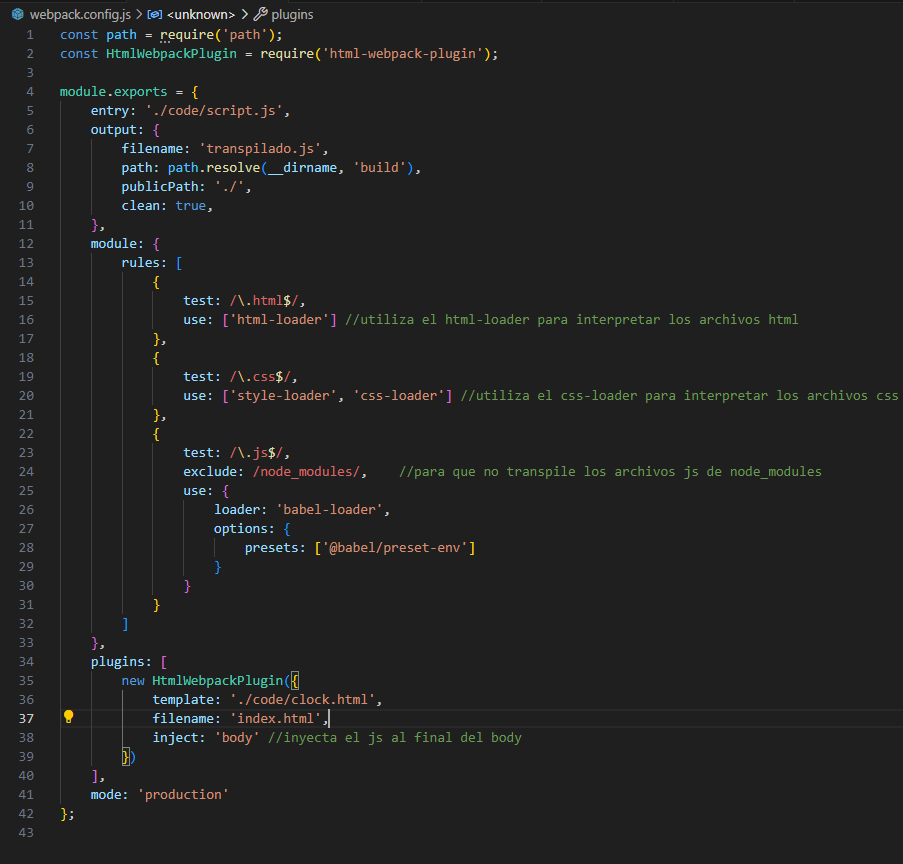 webpack.config.js > <unknown> > plugins
1 const path = require('path');
2 const HtmlWebpackPlugin = require('html-webpack-plugin');
3
4 module.exports = {
5     entry: './code/script.js',
6     output: {
7         filename: 'transpilado.js',
8         path: path.resolve(__dirname, 'build'),
9         publicPath: './',
10         clean: true,
11     },
12     module: {
13         rules: [
14             {
15                 test: /\.html$/,
16                 use: ['html-loader'] //utiliza el html-loader para interpretar los archivos html
17             },
18             {
19                 test: /\.css$/,
20                 use: ['style-loader', 'css-loader'] //utiliza el css-loader para interpretar los archivos css
21             },
22             {
23                 test: /\.js$/,
24                 exclude: /node_modules/,    //para que no transpile los archivos js de node_modules
25                 use: {
26                     loader: 'babel-loader',
27                     options: {
28                         presets: ['@babel/preset-env']
29                     }
30                 }
31             }
32         ]
33     },
34     plugins: [
35         new HtmlWebpackPlugin({
36             template: './code/clock.html',
37             filename: 'index.html',
38             inject: 'body' //inyecta el js al final del body
39         })
40     ],
41     mode: 'production'
42 };
43